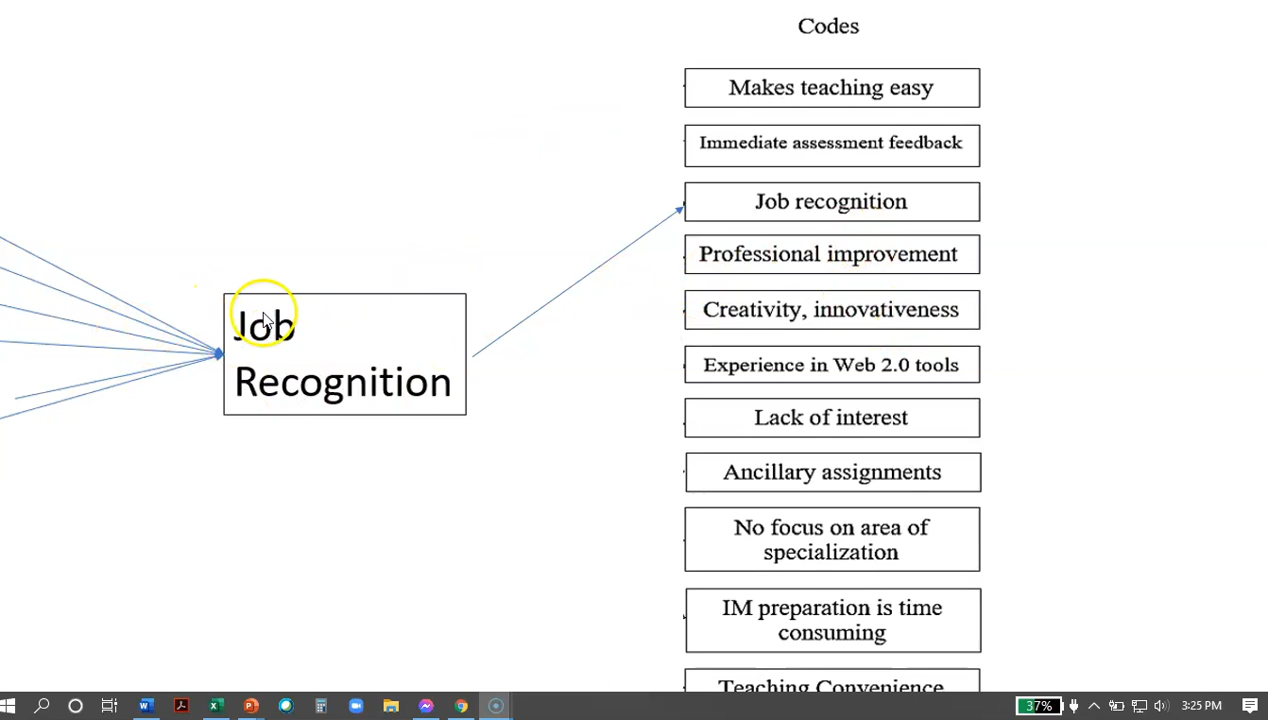 Codes
Makes teaching easy
Immediate assessment feedback
Job recognition
Professional improvement
Job
Recognition
Creativity, innovativeness
Experience in Web 2.0 tools
Lack of interest
Ancillary assignments
No focus on area of
specialization
IM preparation is time
consuming
Teaching Convenience
37% 3:25 PM